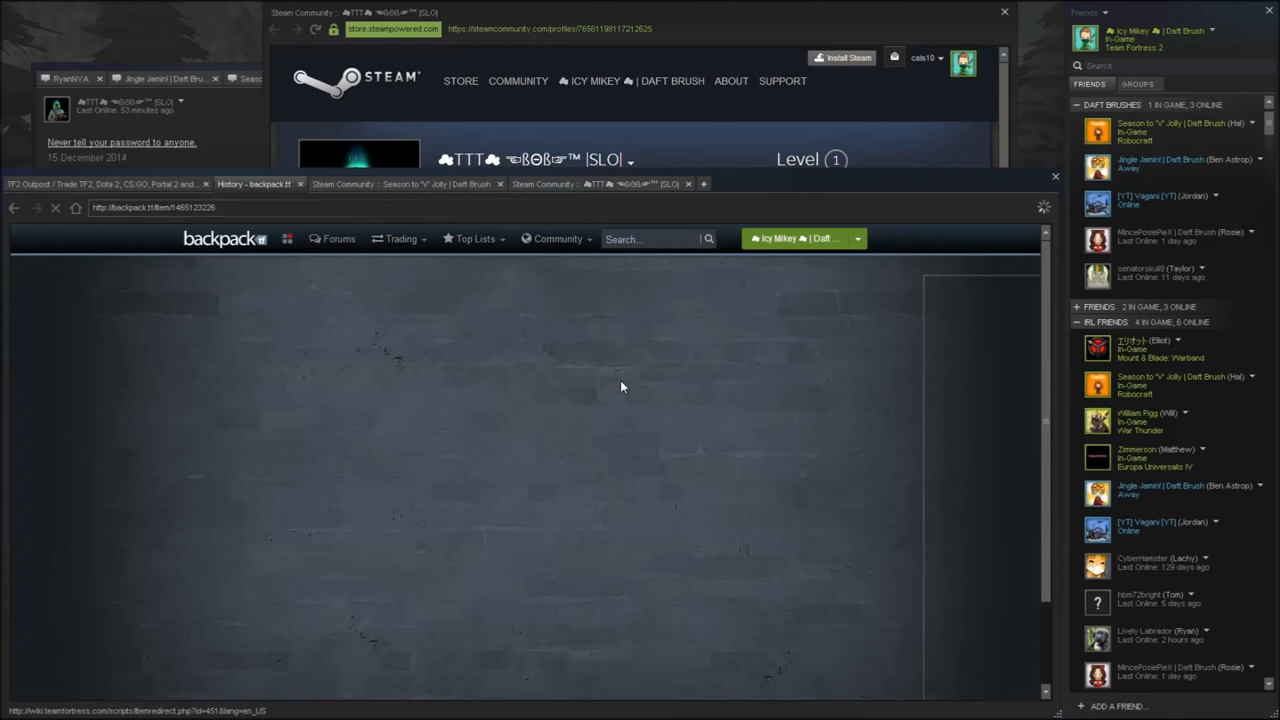 Steam Community :: ♣TTT♣ ☜ßΘß☞™ |SLO|
store.steampowered.com
https://steamcommunity.com/profiles/76561198117212625
Install Steam
cals10
STEAM
STORE
COMMUNITY
♣ ICY MIKEY ♣ | DAFT BRUSH
ABOUT
SUPPORT
♣TTT♣ ☜ßΘß☞™ |SLO|
Level 1
RyanNYA
Jingle Jamin! | Daft Bru...
Seaso
♣TTT♣ ☜ßΘß☞™ |SLO|
Last Online: 53 minutes ago
Never tell your password to anyone.
15 December 2014
TF2 Outpost / Trade TF2, Dota 2, CS:GO, Portal 2 and...
History - backpack.tf
Steam Community :: Season to "V" Jolly | Daft Brush
Steam Community :: ♣TTT♣ ☜ßΘß☞™ |SLO|
http://backpack.tf/item/1465123226
backpack.tf
Forums
Trading
Top Lists
Community
Search...
♣ Icy Mikey ♣ | Daft ...
http://wiki.teamfortress.com/scripts/itemredirect.php?id=451&lang=en_US
Friends
♣ Icy Mikey ♣ | Daft Brush
In-Game
Team Fortress 2
Search
FRIENDS
GROUPS
DAFT BRUSHES 1 IN GAME, 3 ONLINE
Season to "V" Jolly | Daft Brush (Hal)
In-Game
Robocraft
Jingle Jamin! | Daft Brush (Ben Astrop)
Away
[YT] Vagani [YT] (Jordan)
Online
MincePosiePieX | Daft Brush (Rosie)
Last Online: 1 day ago
senatorskull9 (Taylor)
Last Online: 11 days ago
FRIENDS 2 IN GAME, 3 ONLINE
IRL FRIENDS 4 IN GAME, 6 ONLINE
エリオット (Elliot)
In-Game
Mount & Blade: Warband
Season to "V" Jolly | Daft Brush (Hal)
In-Game
Robocraft
William Pigg (Will)
In-Game
War Thunder
Zimmerson (Matthew)
In-Game
Europa Universalis IV
Jingle Jamin! | Daft Brush (Ben Astrop)
Away
[YT] Vagani [YT] (Jordan)
Online
CyberHamster (Lachy)
Last Online: 129 days ago
hbm72bright (Tom)
Last Online: 5 days ago
Lively Labrador (Ryan)
Last Online: 2 hours ago
MincePosiePieX | Daft Brush (Rosie)
Last Online: 1 day ago
ADD A FRIEND...